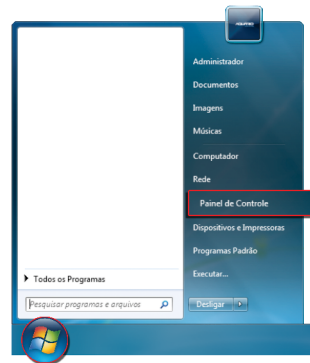 Administrador
Documentos
Imagens
Músicas
Computador
Rede
Painel de Controle
Dispositivos e Impressoras
Programas Padrão
Executar...
Todos os Programas
Pesquisar programas e arquivos
Desligar